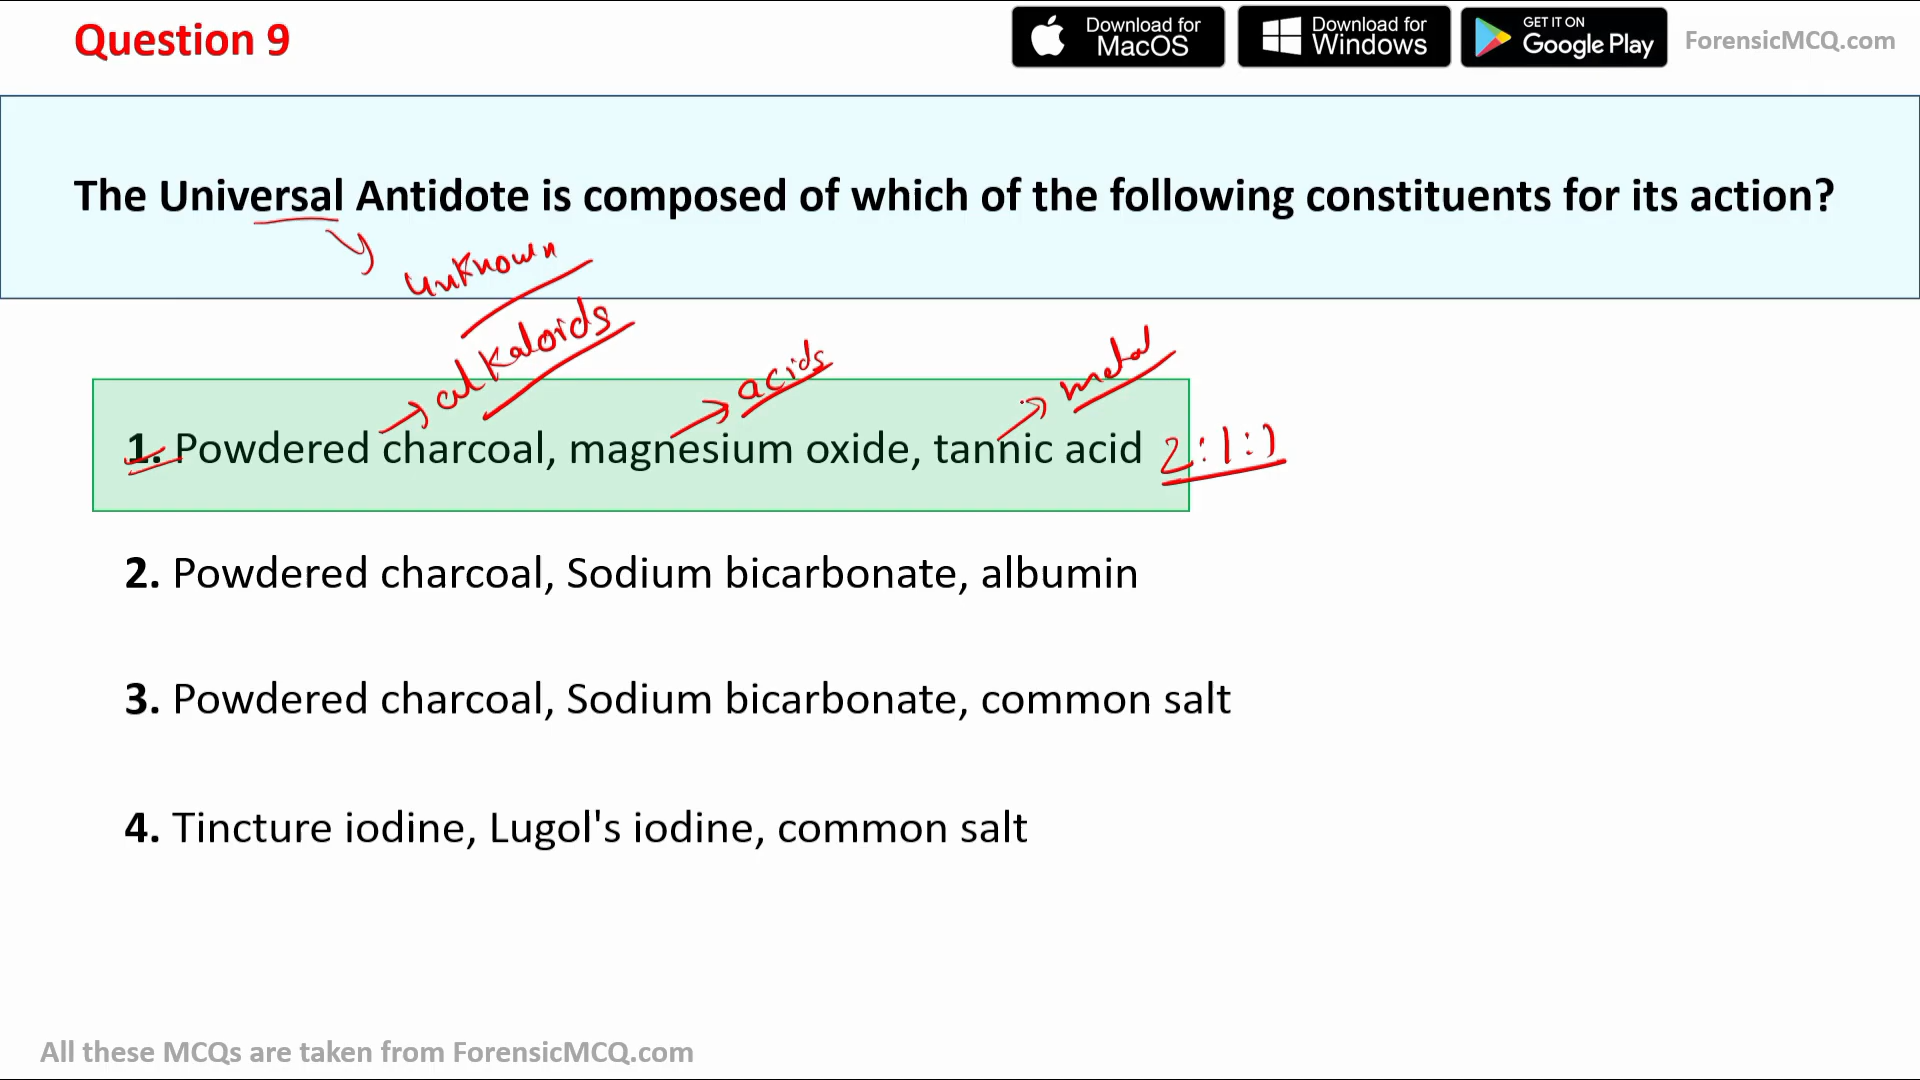 Question 9
Download for MacOS
Download for Windows
GET IT ON Google Play
ForensicMCQ.com
The Universal Antidote is composed of which of the following constituents for its action?
unknown
alkaloids
acids
metal
1. Powdered charcoal, magnesium oxide, tannic acid 2:1:1
2. Powdered charcoal, Sodium bicarbonate, albumin
3. Powdered charcoal, Sodium bicarbonate, common salt
4. Tincture iodine, Lugol's iodine, common salt
All these MCQs are taken from ForensicMCQ.com